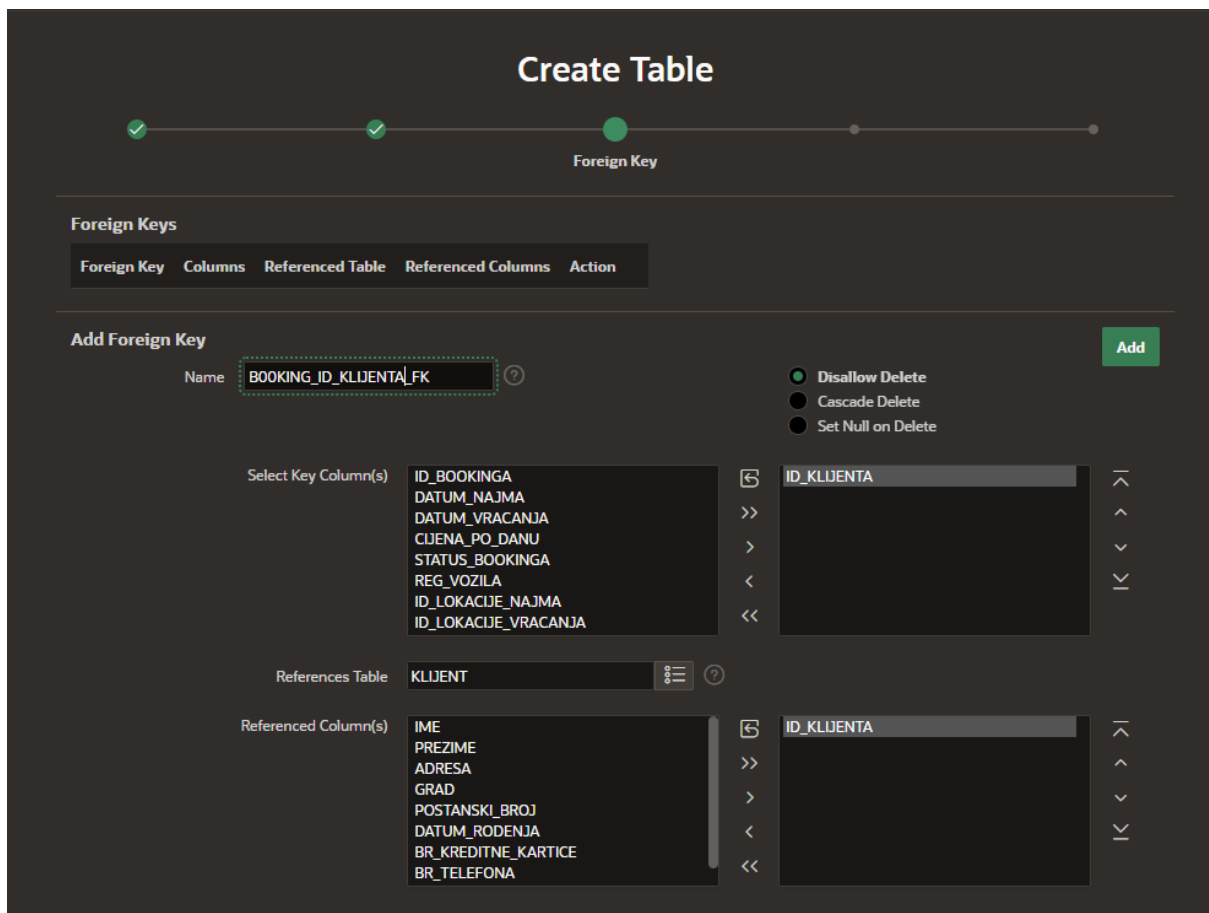 Create Table
Foreign Key
Foreign Keys
Foreign Key Columns Referenced Table Referenced Columns Action
Add Foreign Key
Add
Name B00KING_ID_KLIJENTA_FK
Disallow Delete
Cascade Delete
Set Null on Delete
Select Key Column(s)
ID_BOOKINGA
DATUM_NAJMA
DATUM_VRACANJA
CIJENA_PO_DANU
STATUS_BOOKINGA
REG_VOZILA
ID_LOKACIJE_NAJMA
ID_LOKACIJE_VRACANJA
ID_KLIJENTA
References Table KLIJENT
Referenced Column(s)
IME
PREZIME
ADRESA
GRAD
POSTANSKI_BROJ
DATUM_RODENJA
BR_KREDITNE_KARTICE
BR_TELEFONA
ID_KLIJENTA